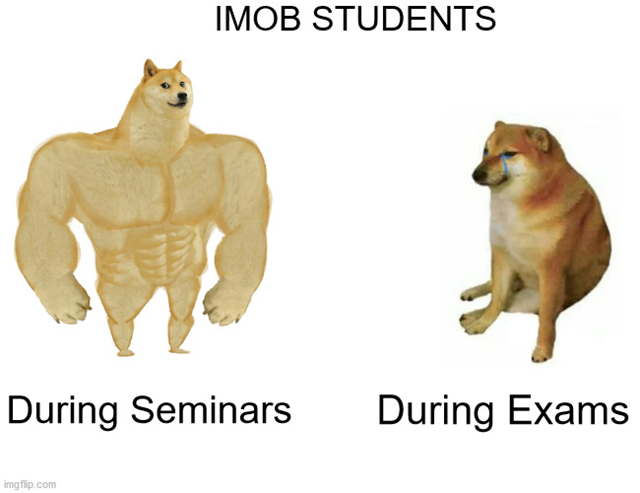 IMOB STUDENTS
During Seminars
During Exams
imgflip.com